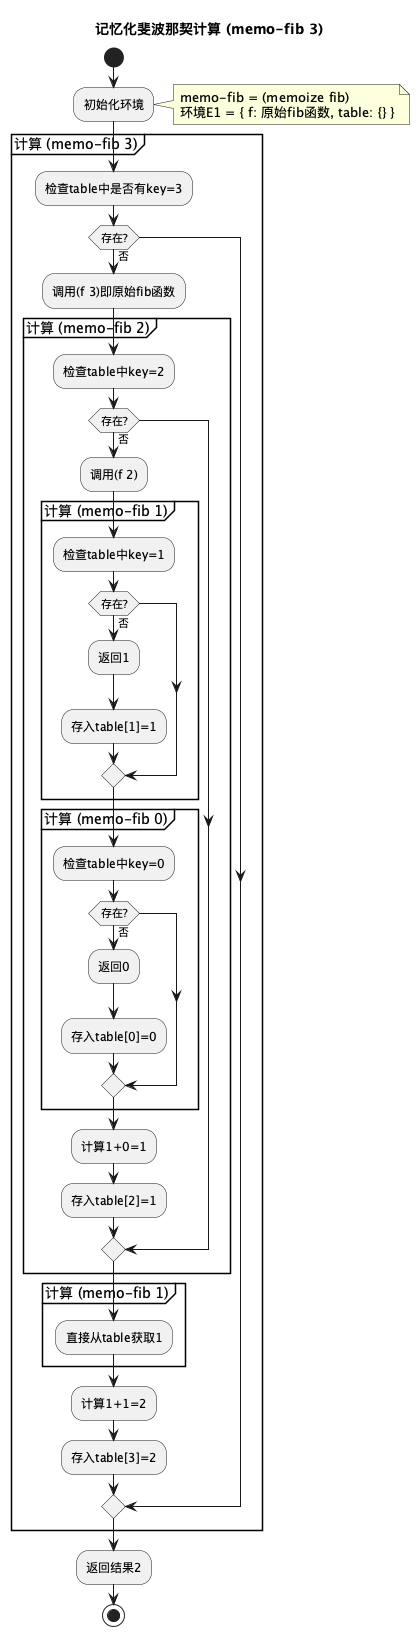 记忆化斐波那契计算 (memo-fib 3)
初始化环境
memo-fib = (memoize fib)
环境E1 = { f: 原始fib函数, table: {} }
计算 (memo-fib 3)
检查table中是否有key=3
存在?
否
调用(f 3)即原始fib函数
计算 (memo-fib 2)
检查table中key=2
存在?
否
调用(f 2)
计算 (memo-fib 1)
检查table中key=1
存在?
否
返回1
存入table[1]=1
计算 (memo-fib 0)
检查table中key=0
存在?
否
返回0
存入table[0]=0
计算1+0=1
存入table[2]=1
计算 (memo-fib 1)
直接从table获取1
计算1+1=2
存入table[3]=2
返回结果2